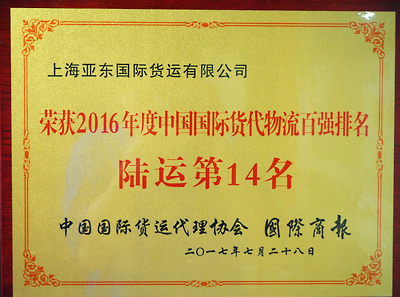 上海亚东国际货运有限公司
荣获2016年度中国国际货代物流百强排名
陆运第14名
中国国际货运代理协会 國際商報
二〇一七年七月二十八日